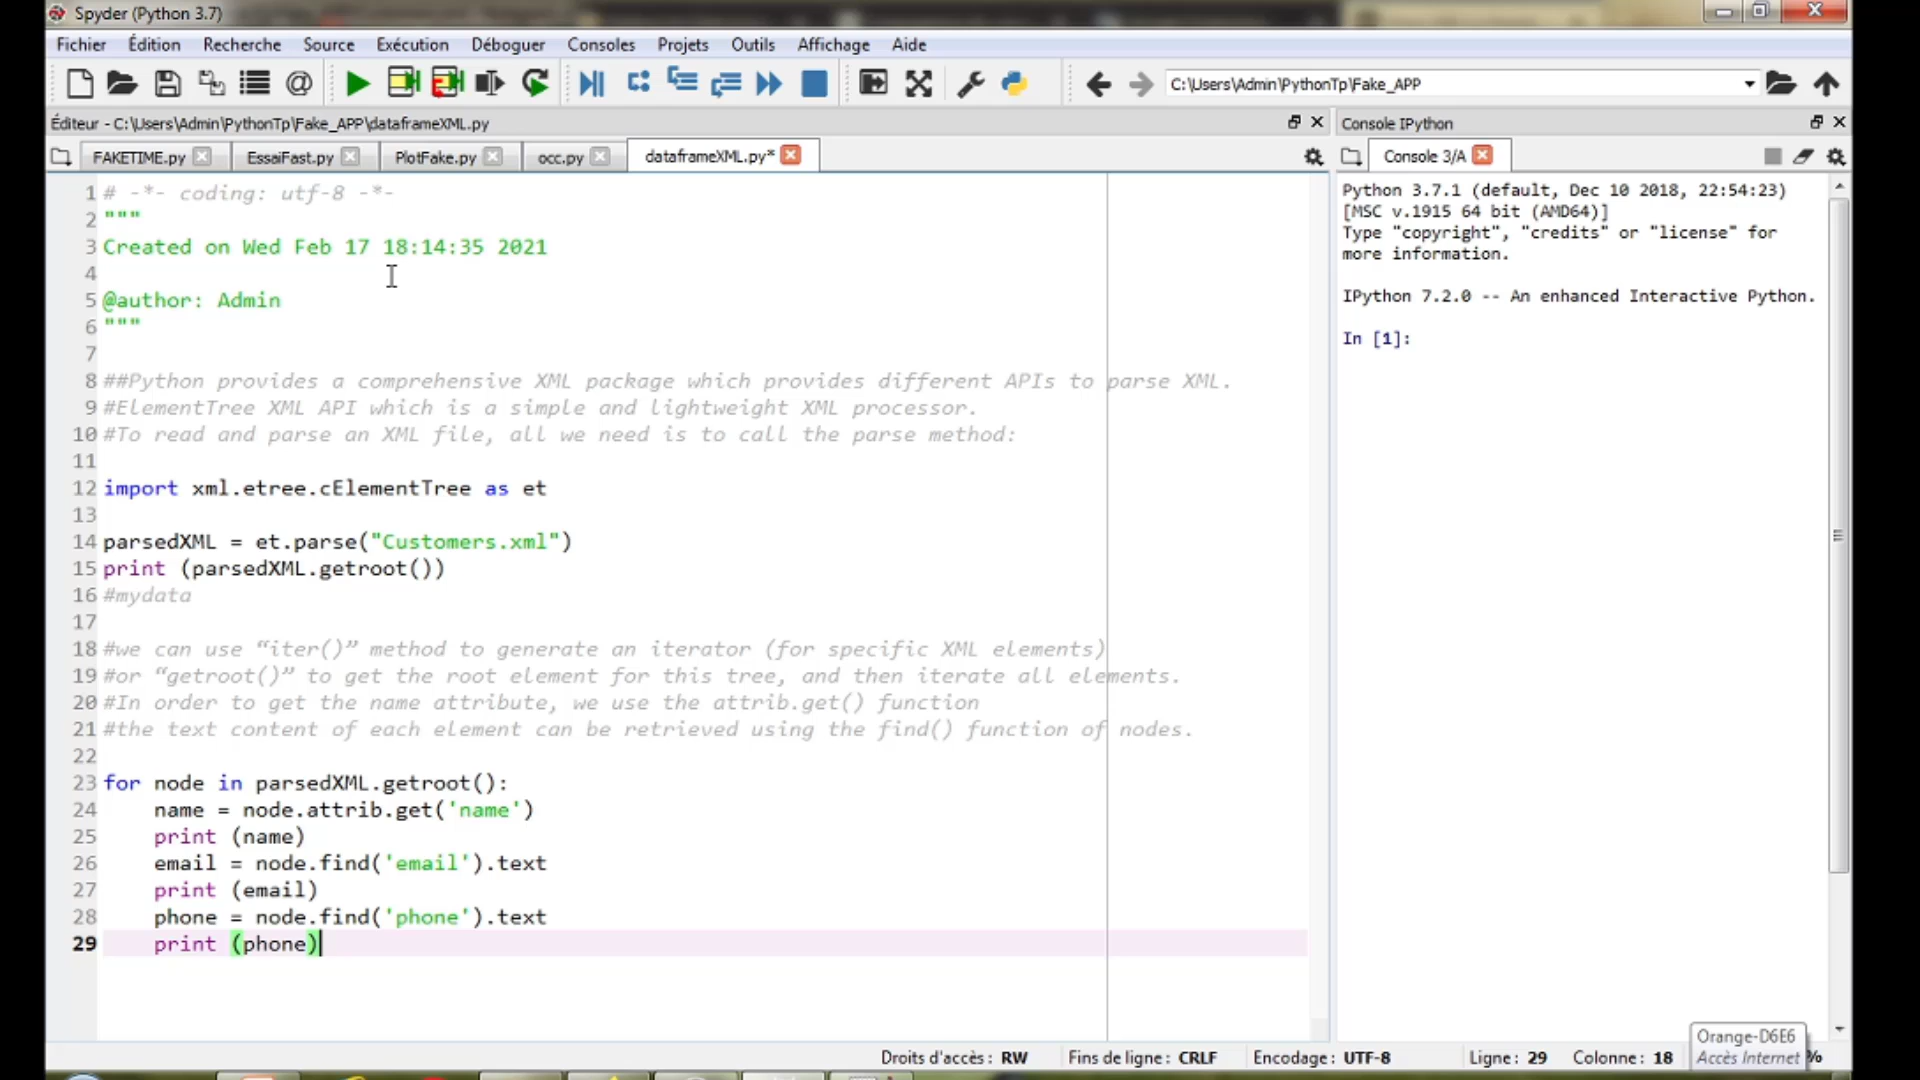 Spyder (Python 3.7)
Fichier Édition Recherche Source Exécution Déboguer Consoles Projets Outils Affichage Aide
C:\Users\Admin\PythonTp\Fake_APP
Éditeur - C:\Users\Admin\PythonTp\Fake_APP\dataframeXML.py
FAKETIME.py EssaiFast.py PlotFake.py occ.py dataframeXML.py*
1 # -*- coding: utf-8 -*-
2 """
3 Created on Wed Feb 17 18:14:35 2021
4
5 @author: Admin
6 """
7
8 ##Python provides a comprehensive XML package which provides different APIs to parse XML.
9 #ElementTree XML API which is a simple and lightweight XML processor.
10 #To read and parse an XML file, all we need is to call the parse method:
11
12 import xml.etree.cElementTree as et
13
14 parsedXML = et.parse("Customers.xml")
15 print (parsedXML.getroot())
16 #mydata
17
18 #we can use “iter()” method to generate an iterator (for specific XML elements)
19 #or “getroot()” to get the root element for this tree, and then iterate all elements.
20 #In order to get the name attribute, we use the attrib.get() function
21 #the text content of each element can be retrieved using the find() function of nodes.
22
23 for node in parsedXML.getroot():
24     name = node.attrib.get('name')
25     print (name)
26     email = node.find('email').text
27     print (email)
28     phone = node.find('phone').text
29     print (phone)
Console IPython
Console 3/A
Python 3.7.1 (default, Dec 10 2018, 22:54:23)
[MSC v.1915 64 bit (AMD64)]
Type "copyright", "credits" or "license" for
more information.
IPython 7.2.0 -- An enhanced Interactive Python.
In [1]:
Orange-D6E6
Accès Internet
Droits d'accès : RW Fins de ligne : CRLF Encodage : UTF-8 Ligne : 29 Colonne : 18 %